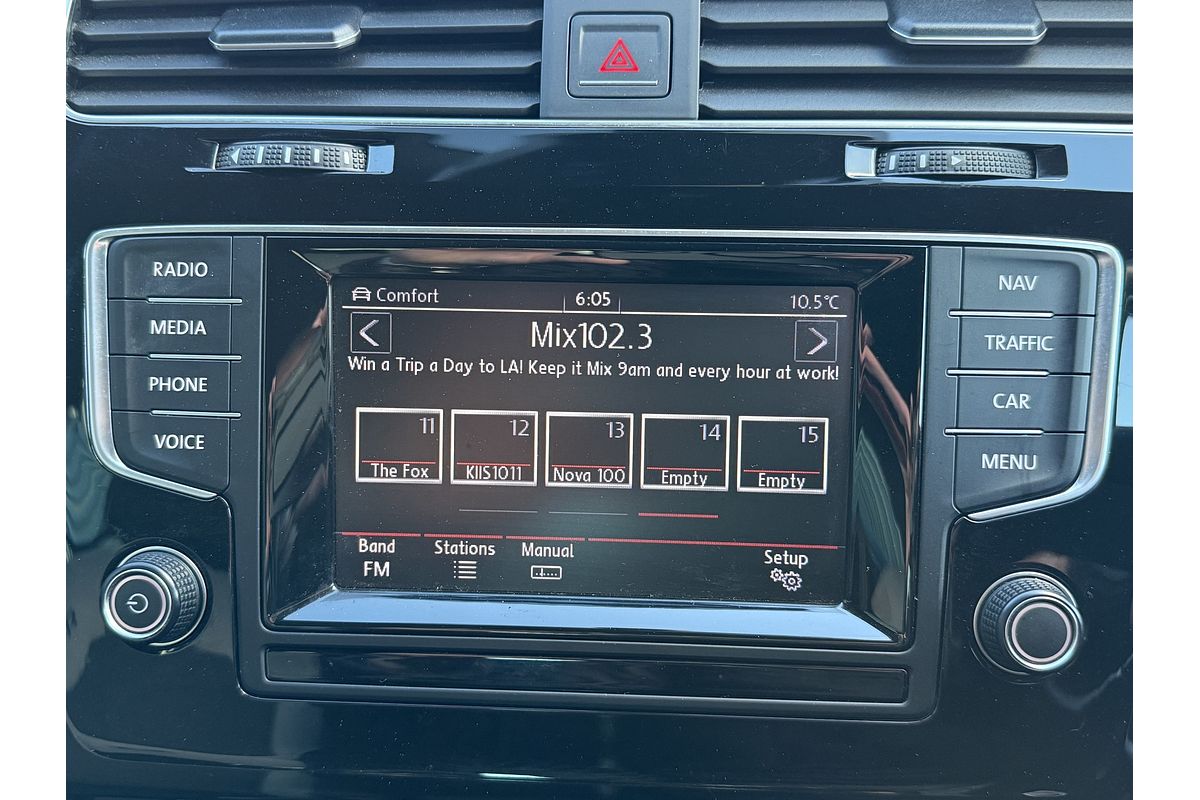 RADIO
MEDIA
PHONE
VOICE
Comfort 6:05 10.5°C
< Mix102.3 >
Win a Trip a Day to LA! Keep it Mix 9am and every hour at work!
11 12 13 14 15
The Fox KIIS1011 Nova 100 Empty Empty
Band Stations Manual Setup
FM
NAV
TRAFFIC
CAR
MENU